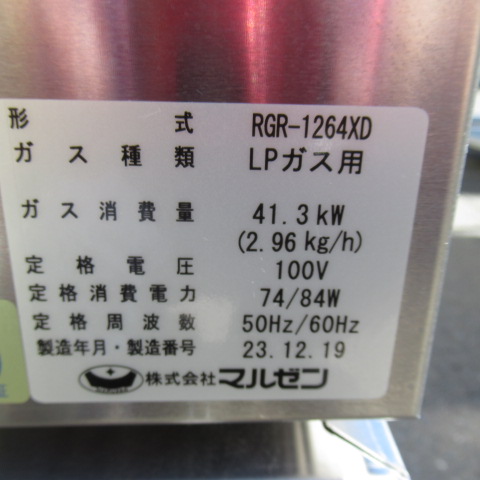 形式 RGR-1264XD
ガス種類 LPガス用
ガス消費量 41.3kW
(2.96kg/h)
定格電圧 100V
定格消費電力 74/84W
定格周波数 50Hz/60Hz
製造年月・製造番号 23.12.19
株式会社マルゼン